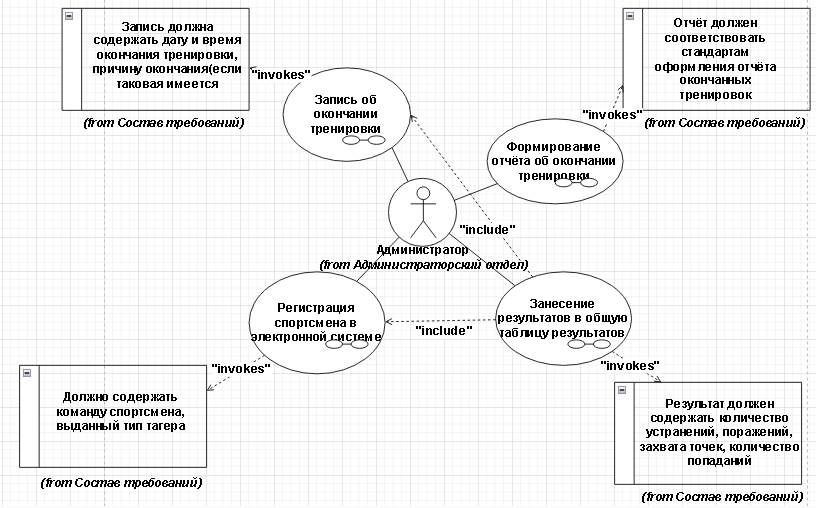 Запись должна
содержать дату и время
окончания тренировки,
причину окончания(если
таковая имеется
(from Состав требований)
"invokes"
Запись об
окончании
тренировки
Отчёт должен
соответствовать
стандартам
оформления отчёта
окончанных
тренировок
(from Состав требований)
"invokes"
Формирование
отчёта об окончании
тренировки
"include"
Администратор
(from Администраторский отдел)
Регистрация
спортсмена в
электронной системе
"include"
Занесение
результатов в общую
таблицу результатов
"invokes"
Должно содержать
команду спортсмена,
выданный тип тагера
(from Состав требований)
"invokes"
Результат должен
содержать количество
устранений, поражений,
захвата точек, количество
попаданий
(from Состав требований)